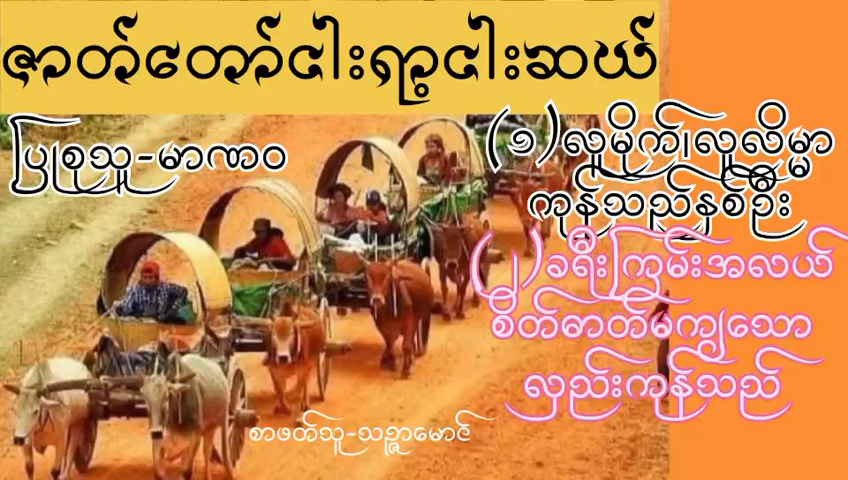 ဇာတ်တော်ငါးရာ့ငါးဆယ်
ပြုစုသူ-မာဏဝ
(၁)လူမိုက်၊လူလိမ္မာ
ကုန်သည်နှစ်ဦး
(၂)ခရီးကြမ်းအလယ်
စိတ်ဓာတ်မကျသော
လှည်းကုန်သည်
စာဖတ်သူ-သဉ္ဇာမောင်